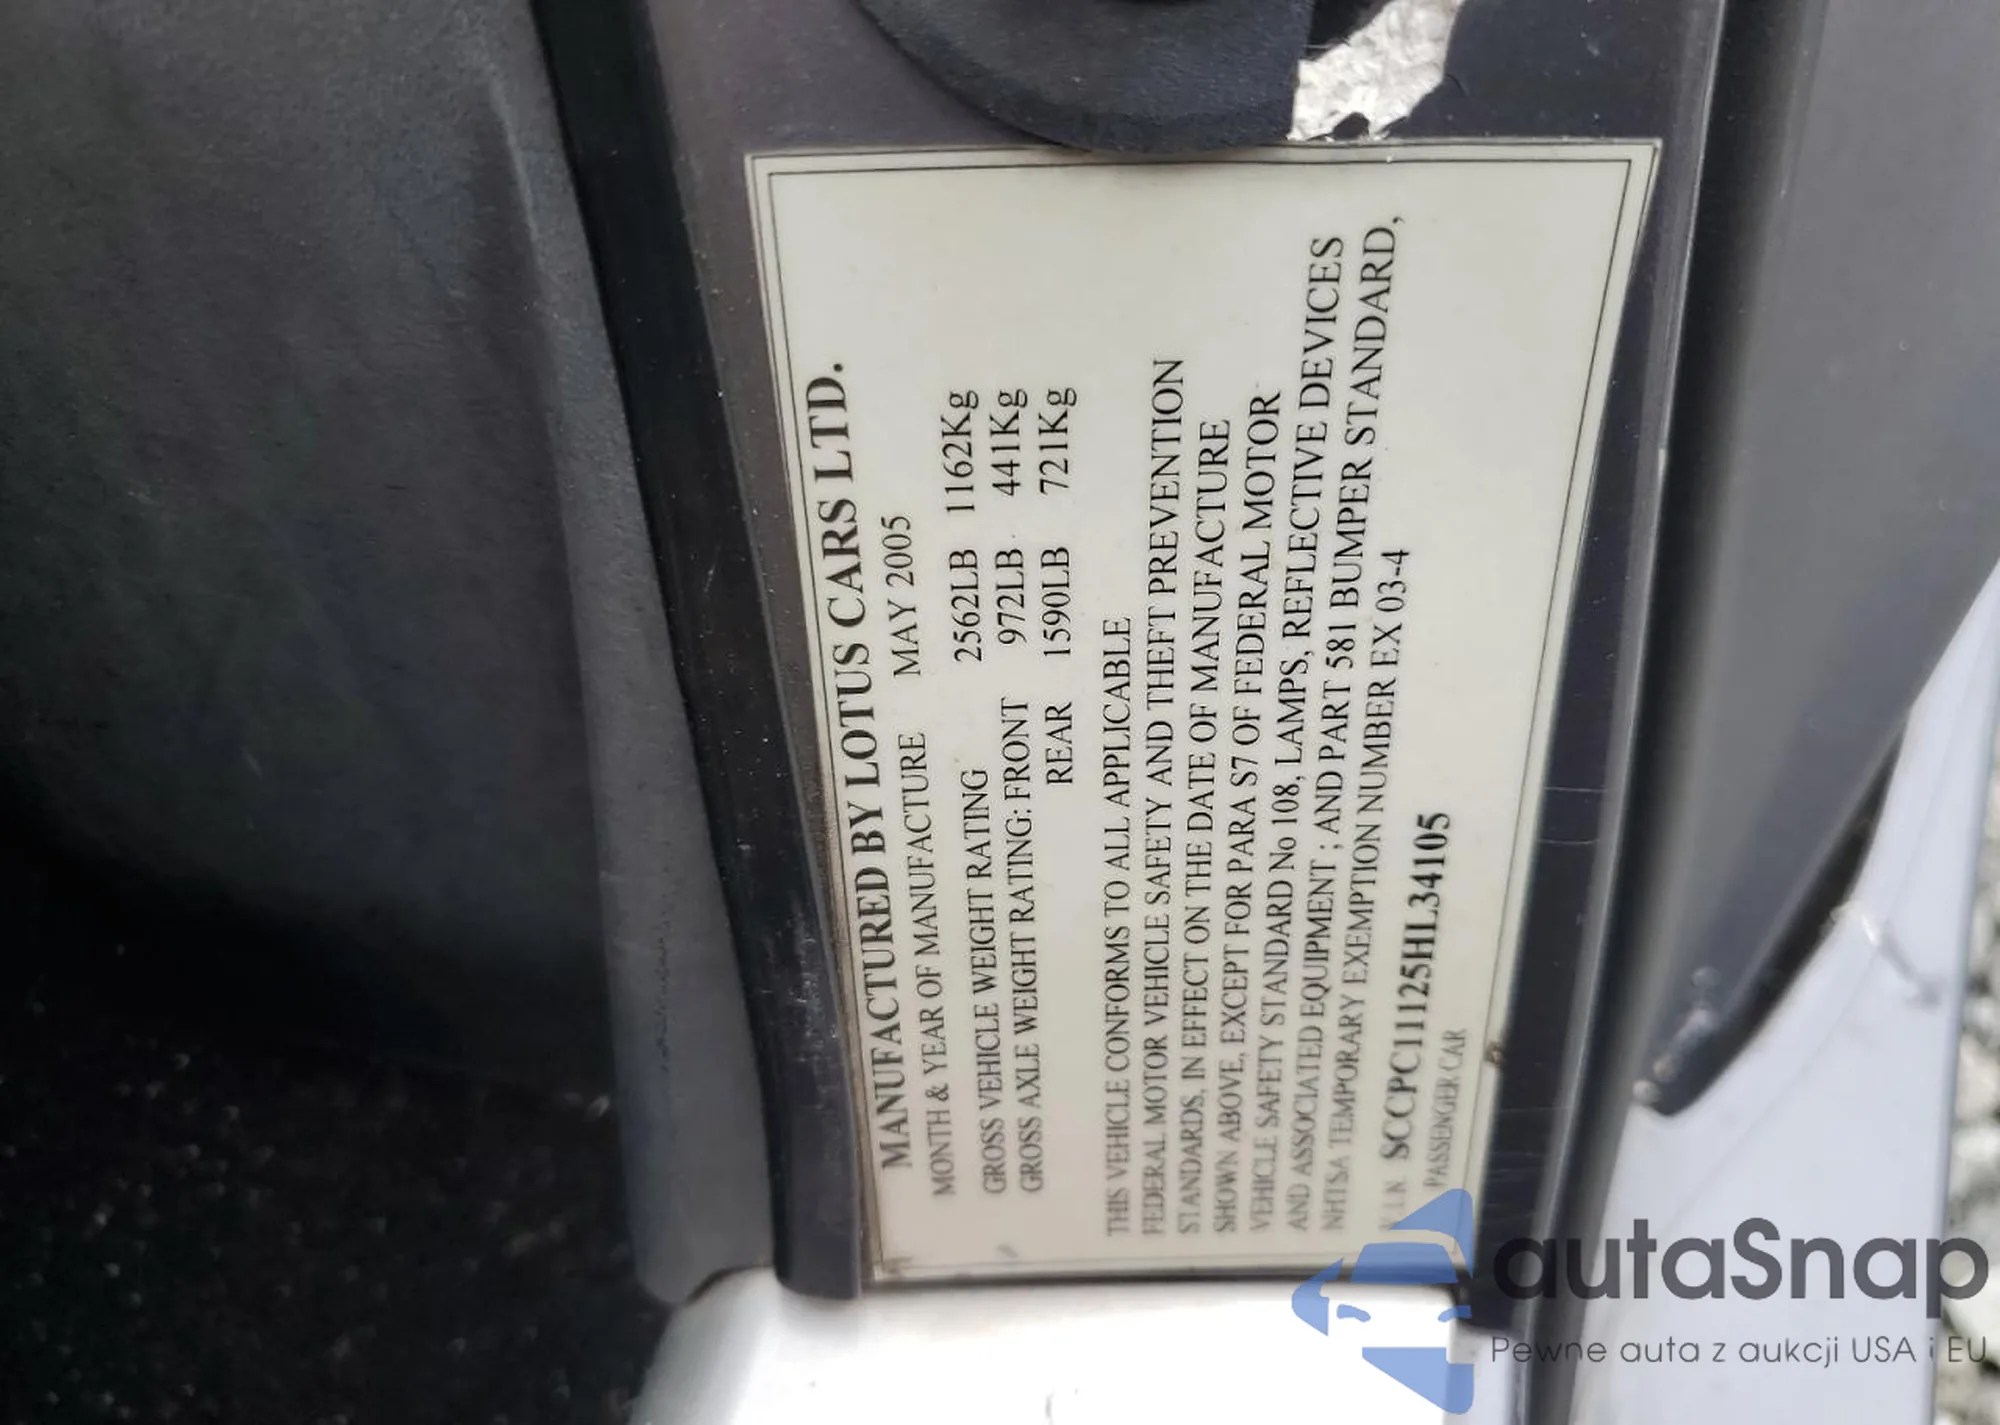 MANUFACTURED BY LOTUS CARS LTD.
MONTH & YEAR OF MANUFACTURE MAY 2005
GROSS VEHICLE WEIGHT RATING 2562LB 1162Kg
GROSS AXLE WEIGHT RATING: FRONT 972LB 441Kg
REAR 1590LB 721Kg
THIS VEHICLE CONFORMS TO ALL APPLICABLE
FEDERAL MOTOR VEHICLE SAFETY AND THEFT PREVENTION
STANDARDS, IN EFFECT ON THE DATE OF MANUFACTURE
SHOWN ABOVE, EXCEPT FOR PARA S7 OF FEDERAL MOTOR
VEHICLE SAFETY STANDARD No 108, LAMPS, REFLECTIVE DEVICES
AND ASSOCIATED EQUIPMENT ; AND PART 581 BUMPER STANDARD,
NHTSA TEMPORARY EXEMPTION NUMBER EX 03-4
V.I.N SCCPC11125HL34105
PASSENGER CAR
autaSnap
Pewne auta z aukcji USA i EU